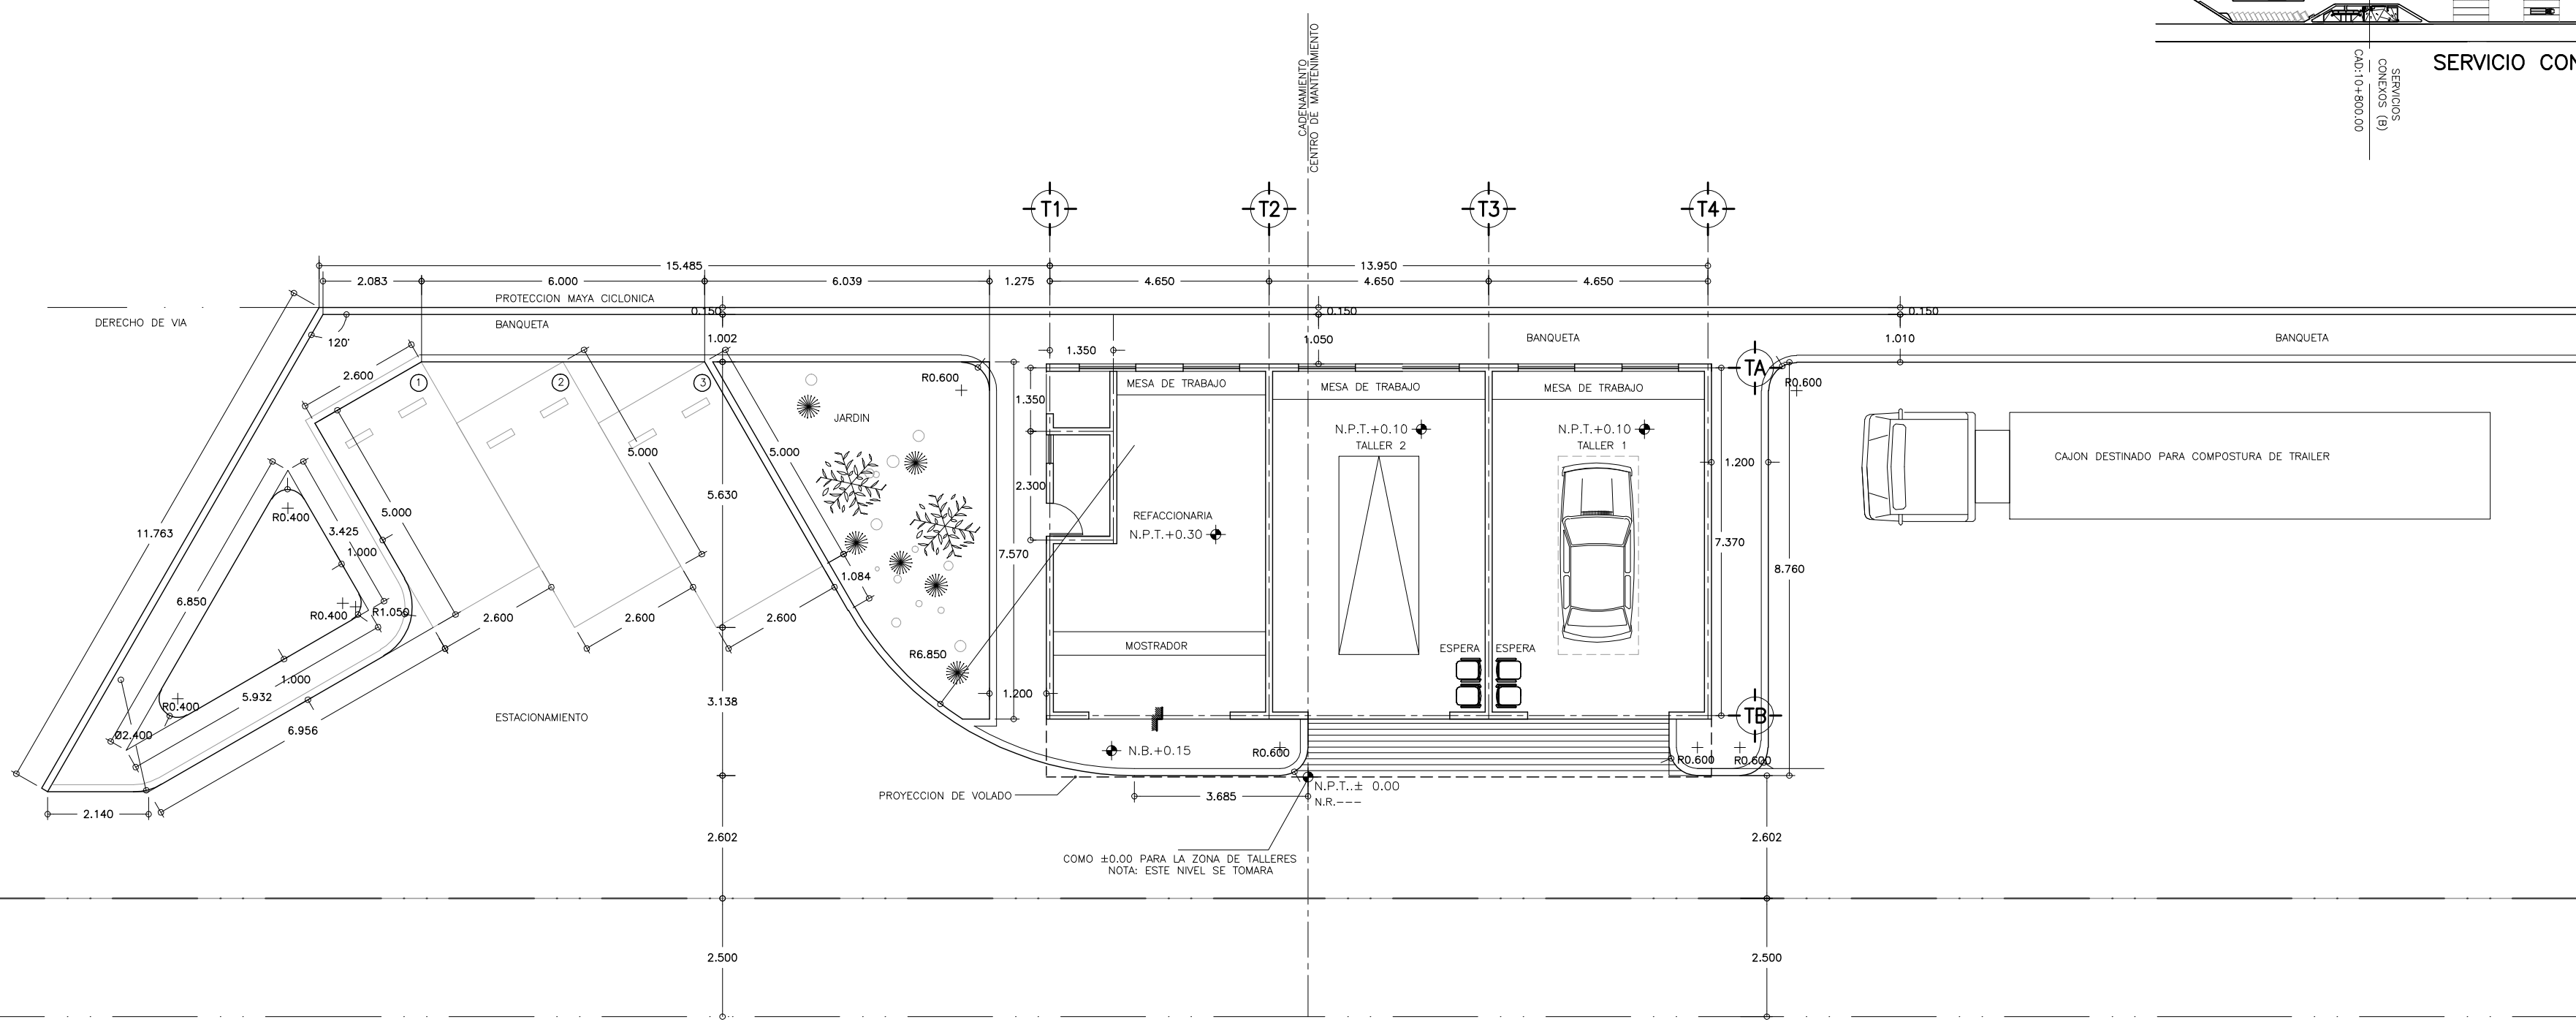 SERVICIO CON
SERVICIOS
CONEXOS (B)
CAD:10+800.00
CADENAMIENTO
CENTRO DE MANTENIMIENTO
T1
T2
T3
T4
15.485
13.950
2.083
6.000
6.039
1.275
4.650
4.650
4.650
PROTECCION MAYA CICLONICA
DERECHO DE VIA
BANQUETA
0.150
0.150
0.150
120°
1.002
1.350
1.050
BANQUETA
1.010
BANQUETA
2.600
1
2
3
R0.600
TA
R0.600
MESA DE TRABAJO
MESA DE TRABAJO
MESA DE TRABAJO
1.350
JARDIN
N.P.T.+0.10
TALLER 2
N.P.T.+0.10
TALLER 1
5.000
5.000
1.200
CAJON DESTINADO PARA COMPOSTURA DE TRAILER
5.630
2.300
R0.400
5.000
3.425
11.763
1.000
REFACCIONARIA
N.P.T.+0.30
7.570
7.370
8.760
1.084
6.850
R0.400
R1.050
2.600
2.600
2.600
MOSTRADOR
ESPERA
ESPERA
R6.850
1.000
5.932
1.200
R0.400
3.138
ESTACIONAMIENTO
TB
6.956
Ø2.400
N.B.+0.15
R0.600
R0.600
R0.600
N.P.T.± 0.00
N.R.---
PROYECCION DE VOLADO
3.685
2.140
2.602
2.602
COMO ±0.00 PARA LA ZONA DE TALLERES
NOTA: ESTE NIVEL SE TOMARA
2.500
2.500